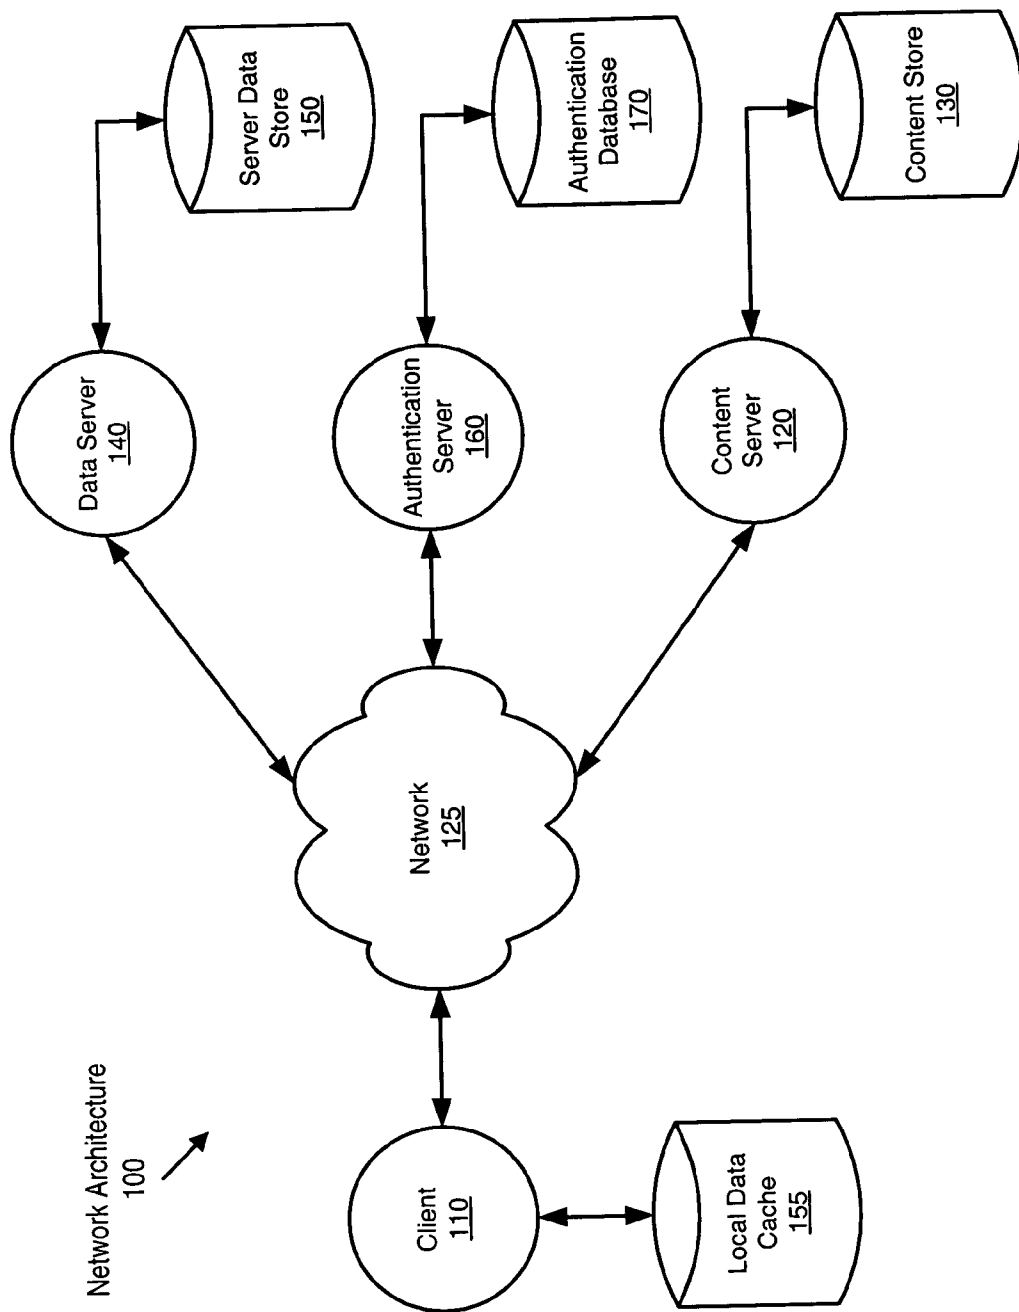 Network Architecture
100
Client
110
Local Data
Cache
155
Network
125
Data Server
140
Authentication
Server
160
Content
Server
120
Server Data
Store
150
Authentication
Database
170
Content Store
130